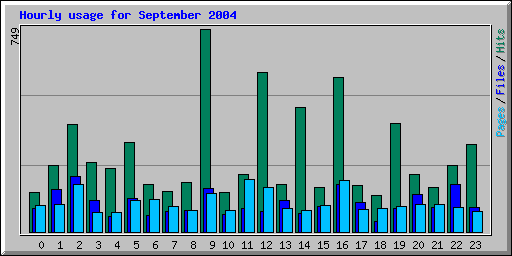 Hourly usage for September 2004
749
Pages / Files / Hits
0 1 2 3 4 5 6 7 8 9 10 11 12 13 14 15 16 17 18 19 20 21 22 23